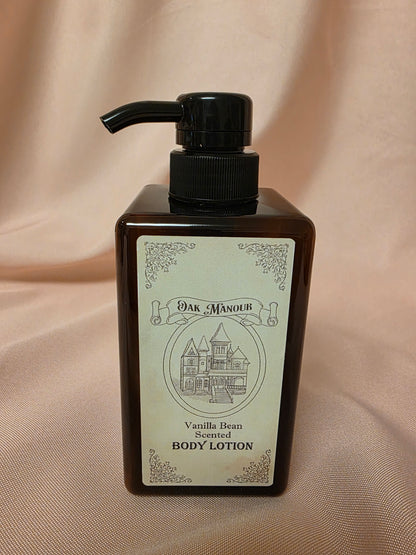 Oak Manour
Vanilla Bean
Scented
BODY LOTION